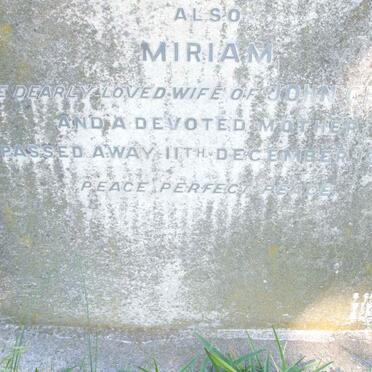 ALSO
MIRIAM
DEARLY LOVED WIFE OF JOHN
AND A DEVOTED MOTHER
PASSED AWAY 11TH DECEMBER
PEACE PERFECT PEACE